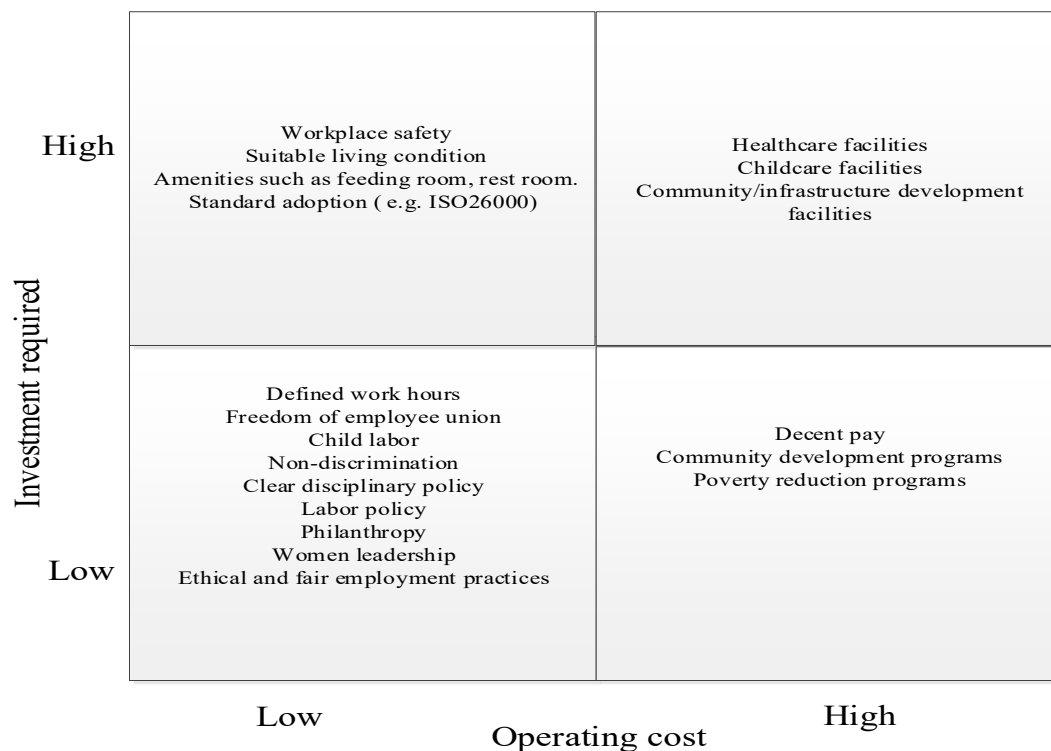 High
Workplace safety
Suitable living condition
Amenities such as feeding room, rest room.
Standard adoption ( e.g. ISO26000)
Healthcare facilities
Childcare facilities
Community/infrastructure development
facilities
Investment required
Low
Defined work hours
Freedom of employee union
Child labor
Non-discrimination
Clear disciplinary policy
Labor policy
Philanthropy
Women leadership
Ethical and fair employment practices
Decent pay
Community development programs
Poverty reduction programs
Low
High
Operating cost